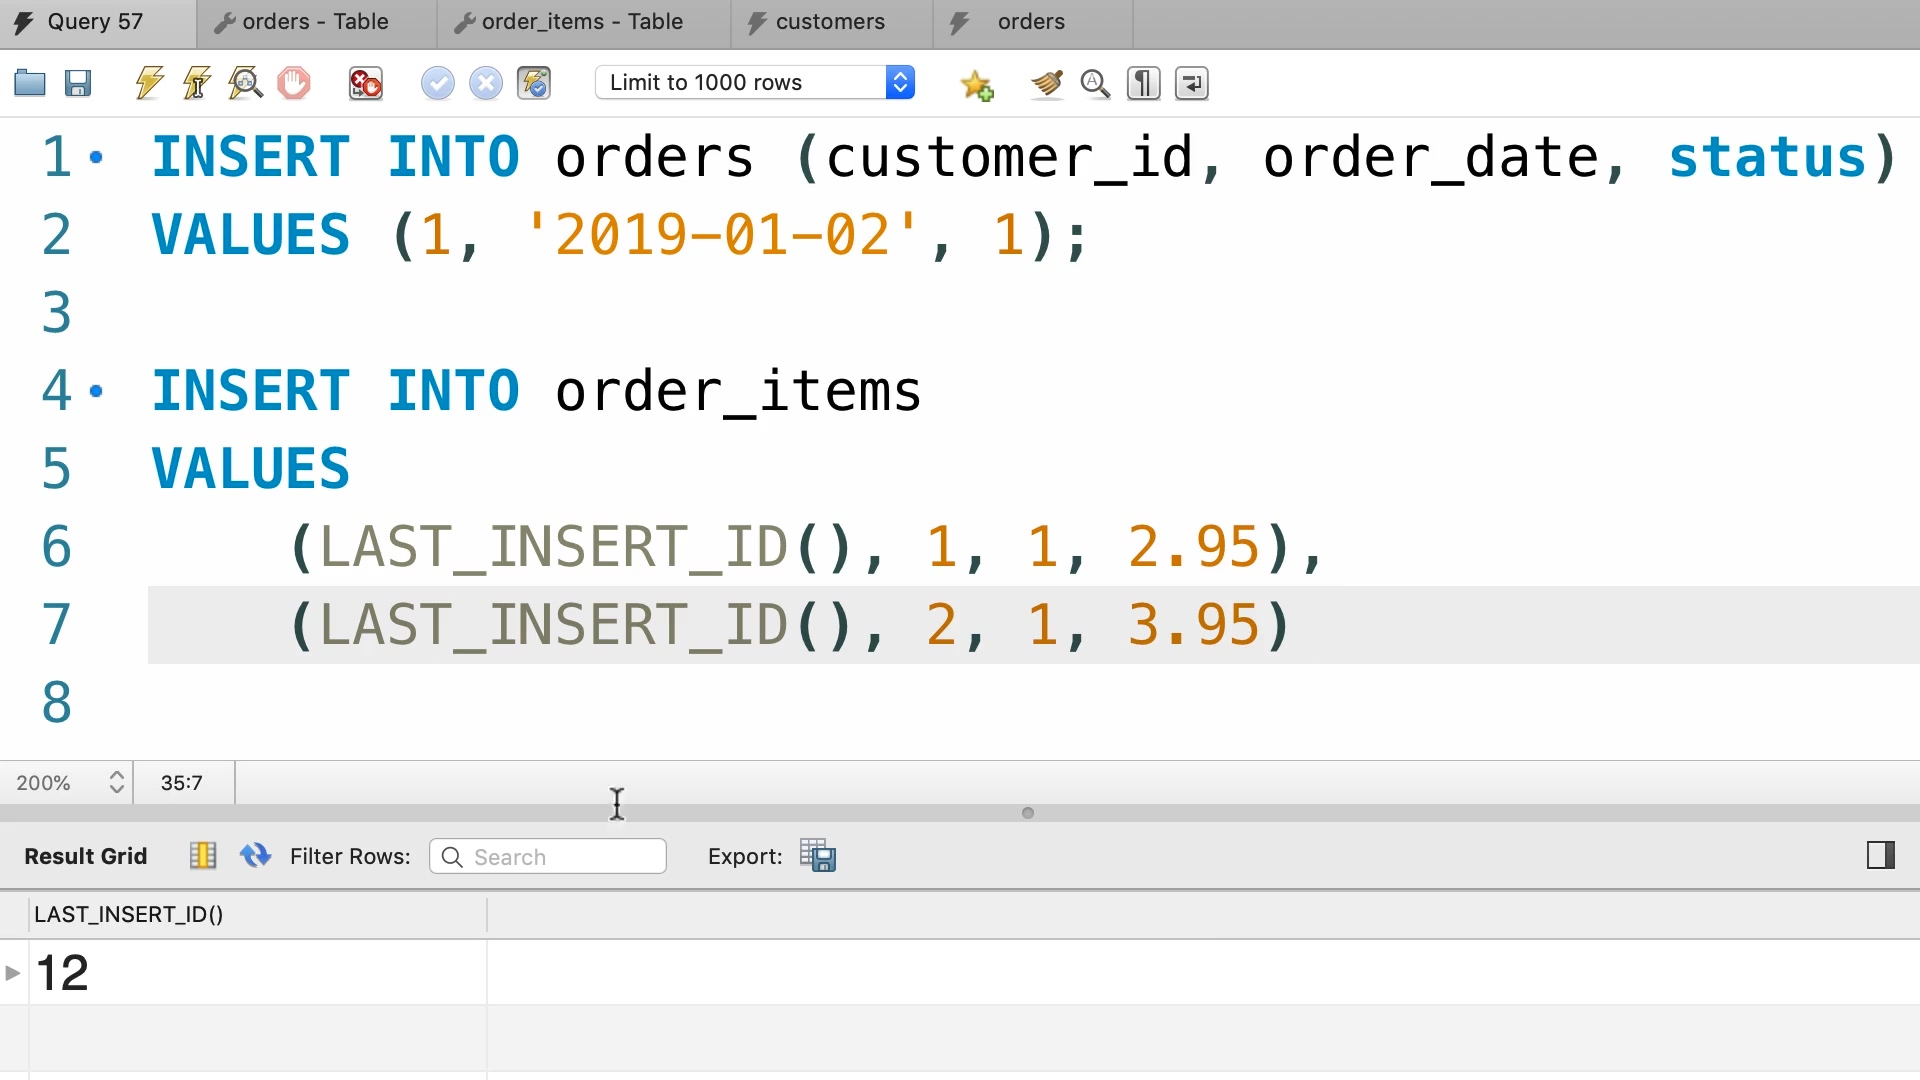 Query 57 orders - Table order_items - Table customers orders
Limit to 1000 rows
1 INSERT INTO orders (customer_id, order_date, status)
2 VALUES (1, '2019-01-02', 1);
3
4 INSERT INTO order_items
5 VALUES
6 (LAST_INSERT_ID(), 1, 1, 2.95),
7 (LAST_INSERT_ID(), 2, 1, 3.95)
8
200% 35:7
Result Grid Filter Rows: Search Export:
LAST_INSERT_ID()
12